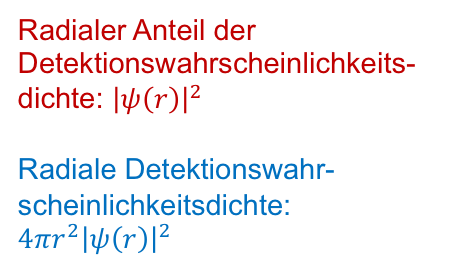 Radialer Anteil der
Detektionswahrscheinlichkeits-
dichte: |𝜓(𝑟)|²

Radiale Detektionswahr-
scheinlichkeitsdichte:
4𝜋𝑟²|𝜓(𝑟)|²